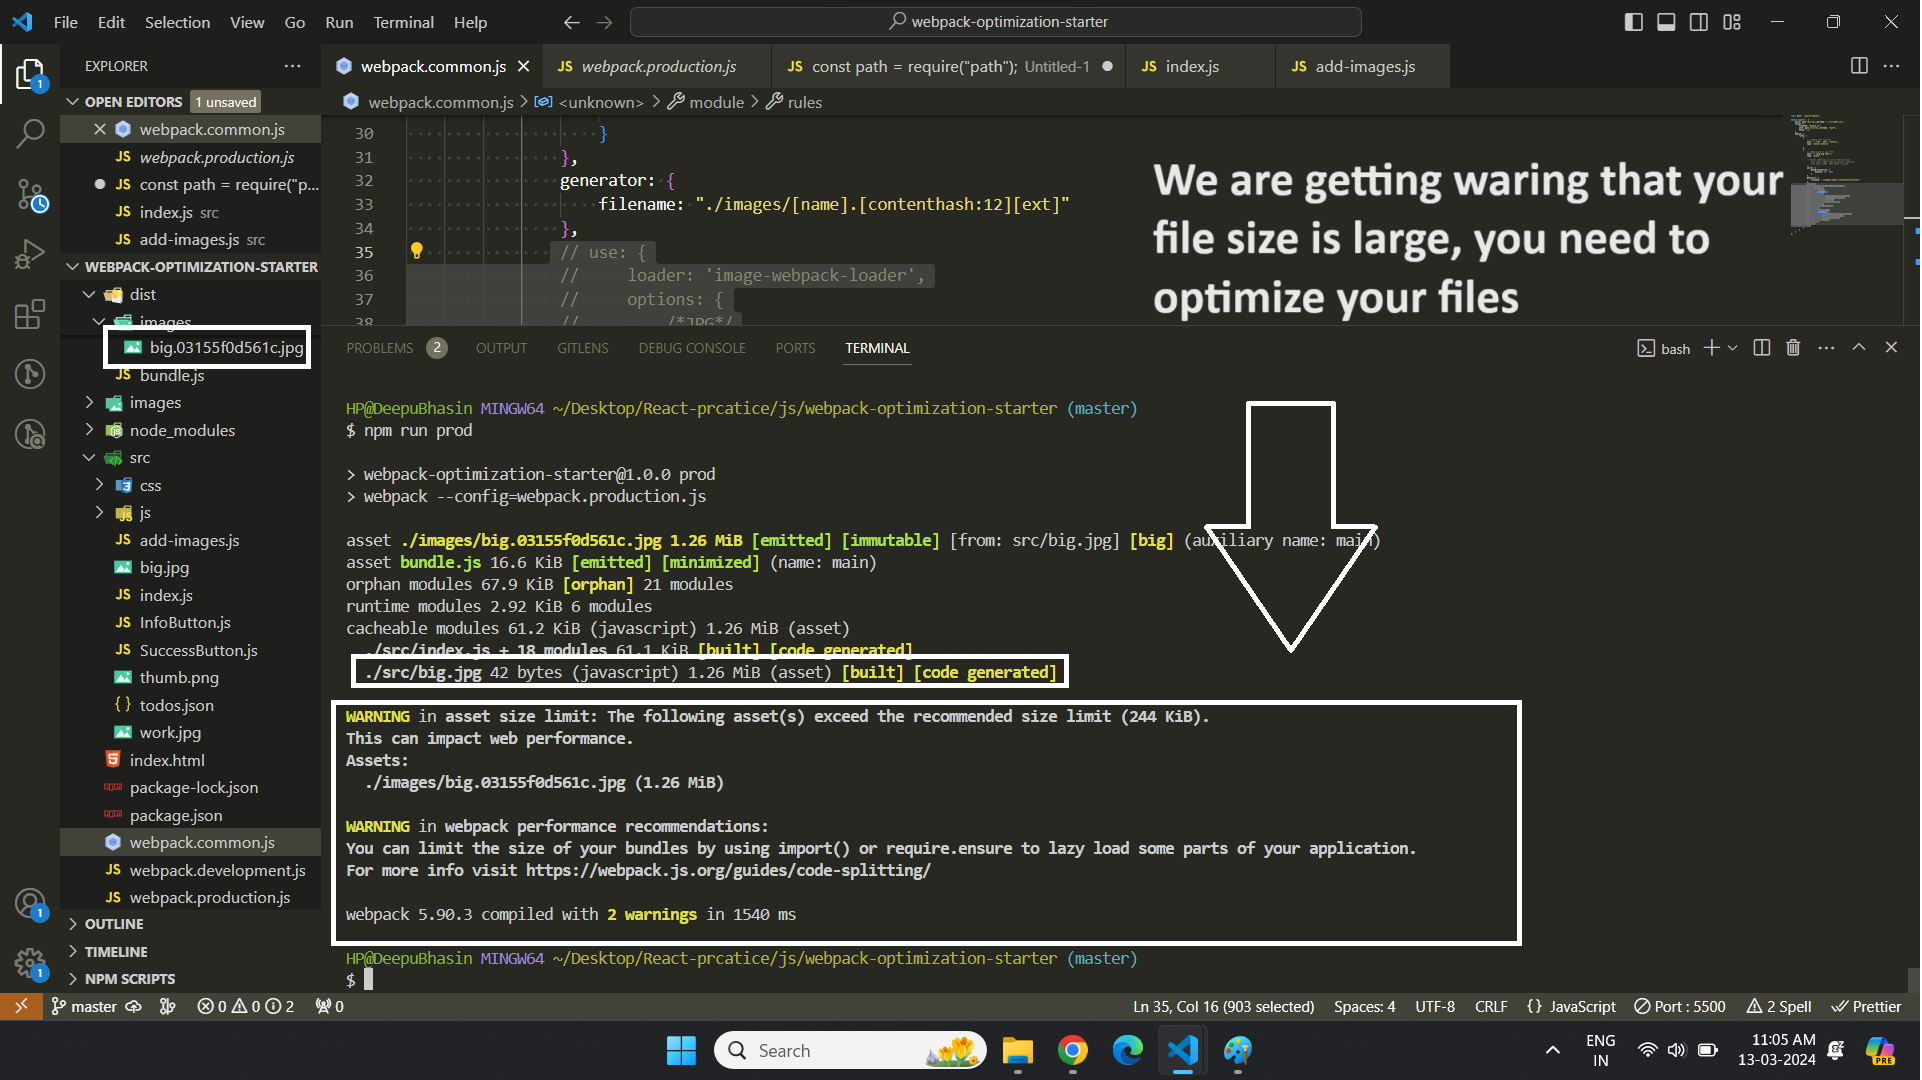 File Edit Selection View Go Run Terminal Help
webpack-optimization-starter
EXPLORER
webpack.common.js
JS webpack.production.js
JS const path = require("path"); Untitled-1
JS index.js
JS add-images.js
OPEN EDITORS 1 unsaved
webpack.common.js
JS webpack.production.js
JS const path = require("p...
JS index.js src
JS add-images.js src
WEBPACK-OPTIMIZATION-STARTER
dist
images
big.03155f0d561c.jpg
bundle.js
images
node_modules
src
css
js
JS add-images.js
big.jpg
JS index.js
JS InfoButton.js
JS SuccessButton.js
thumb.png
{} todos.json
work.jpg
index.html
package-lock.json
package.json
webpack.common.js
JS webpack.development.js
JS webpack.production.js
OUTLINE
TIMELINE
NPM SCRIPTS
webpack.common.js > <unknown> > module > rules
30 }
31 },
32 generator: {
33 filename: "./images/[name].[contenthash:12][ext]"
34 },
35 // use: {
36 // loader: 'image-webpack-loader',
37 // options: {
38 // /*JPG*/
We are getting waring that your
file size is large, you need to
optimize your files
PROBLEMS 2 OUTPUT GITLENS DEBUG CONSOLE PORTS TERMINAL
bash
HP@DeepuBhasin MINGW64 ~/Desktop/React-prcatice/js/webpack-optimization-starter (master)
$ npm run prod
> webpack-optimization-starter@1.0.0 prod
> webpack --config=webpack.production.js
asset ./images/big.03155f0d561c.jpg 1.26 MiB [emitted] [immutable] [from: src/big.jpg] [big] (auxiliary name: main)
asset bundle.js 16.6 KiB [emitted] [minimized] (name: main)
orphan modules 67.9 KiB [orphan] 21 modules
runtime modules 2.92 KiB 6 modules
cacheable modules 61.2 KiB (javascript) 1.26 MiB (asset)
./src/index.js + 18 modules 61.1 KiB [built] [code generated]
./src/big.jpg 42 bytes (javascript) 1.26 MiB (asset) [built] [code generated]
WARNING in asset size limit: The following asset(s) exceed the recommended size limit (244 KiB).
This can impact web performance.
Assets:
./images/big.03155f0d561c.jpg (1.26 MiB)
WARNING in webpack performance recommendations:
You can limit the size of your bundles by using import() or require.ensure to lazy load some parts of your application.
For more info visit https://webpack.js.org/guides/code-splitting/
webpack 5.90.3 compiled with 2 warnings in 1540 ms
HP@DeepuBhasin MINGW64 ~/Desktop/React-prcatice/js/webpack-optimization-starter (master)
$
1
1
1
master 0 0 2 0
Ln 35, Col 16 (903 selected) Spaces: 4 UTF-8 CRLF {} JavaScript Port : 5500 2 Spell Prettier
Search
ENG
IN
11:05 AM
13-03-2024
PRE